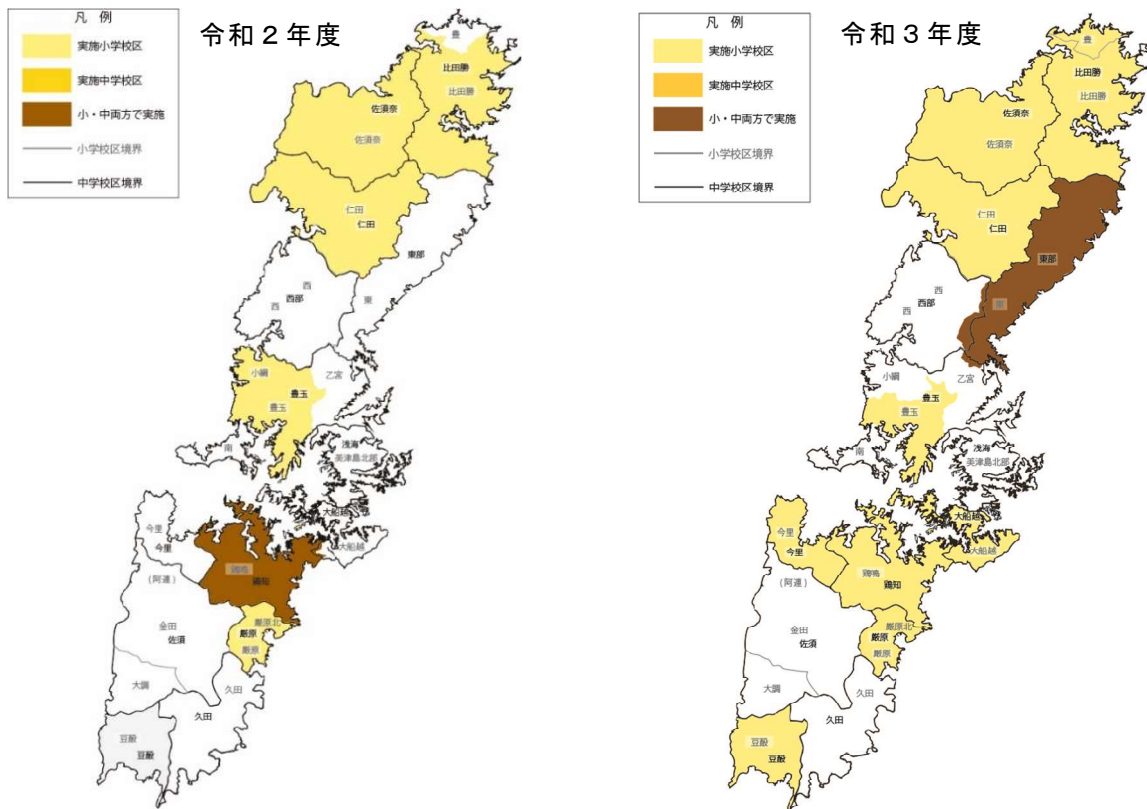 凡　例
実施小学校区
実施中学校区
小・中両方で実施
小学校区境界
中学校区境界
令和２年度
豊
比田勝
比田勝
佐須奈
佐須奈
仁田
仁田
東部
西
西
西部
東
小綱
乙宮
豊玉
豊玉
南
浅海
美津島北部
大船越
大船越
今里
今里
鶏鳴
鶏知
(阿連)
厳原北
厳原
厳原
金田
佐須
大調
久田
久田
豆酘
豆酘
凡　例
実施小学校区
実施中学校区
小・中両方で実施
小学校区境界
中学校区境界
令和３年度
豊
比田勝
比田勝
佐須奈
佐須奈
仁田
仁田
東部
西
西部
西
東
小綱
乙宮
豊玉
豊玉
南
浅海
美津島北部
大船越
大船越
今里
今里
鶏鳴
鶏知
(阿連)
厳原北
厳原
厳原
金田
佐須
大調
久田
久田
豆酘
豆酘